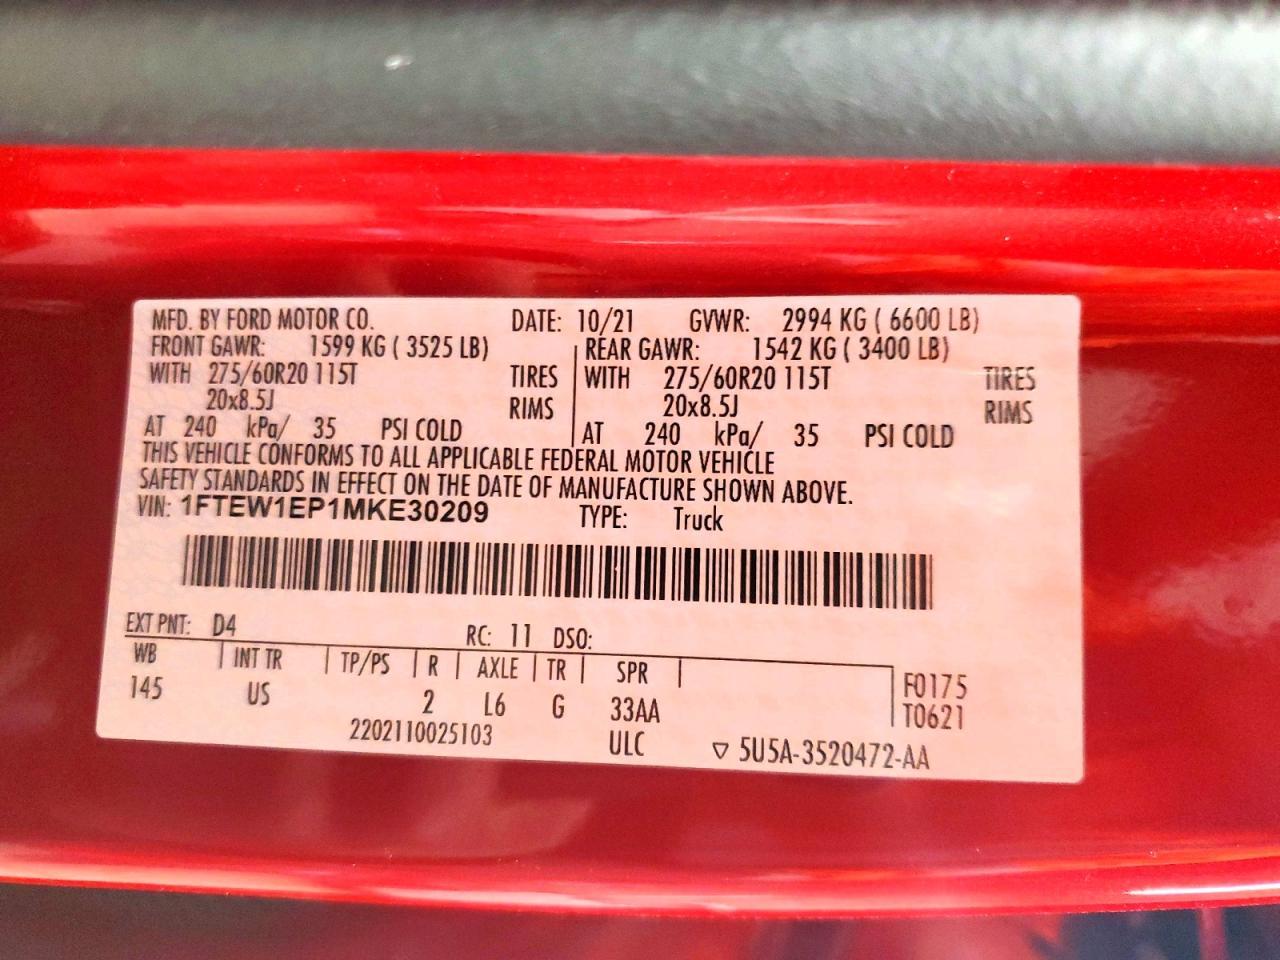 MFD. BY FORD MOTOR CO. DATE: 10/21 GVWR: 2994 KG ( 6600 LB)
FRONT GAWR: 1599 KG ( 3525 LB) REAR GAWR: 1542 KG ( 3400 LB)
WITH 275/60R20 115T TIRES WITH 275/60R20 115T TIRES
20x8.5J RIMS 20x8.5J RIMS
AT 240 kPa/ 35 PSI COLD AT 240 kPa/ 35 PSI COLD
THIS VEHICLE CONFORMS TO ALL APPLICABLE FEDERAL MOTOR VEHICLE
SAFETY STANDARDS IN EFFECT ON THE DATE OF MANUFACTURE SHOWN ABOVE.
VIN: 1FTEW1EP1MKE30209 TYPE: Truck
EXT PNT: D4 RC: 11 DSO:
WB INT TR TP/PS R AXLE TR SPR F0175
145 US 2 L6 G 33AA T0621
2202110025103 ULC ▽ 5U5A-3520472-AA